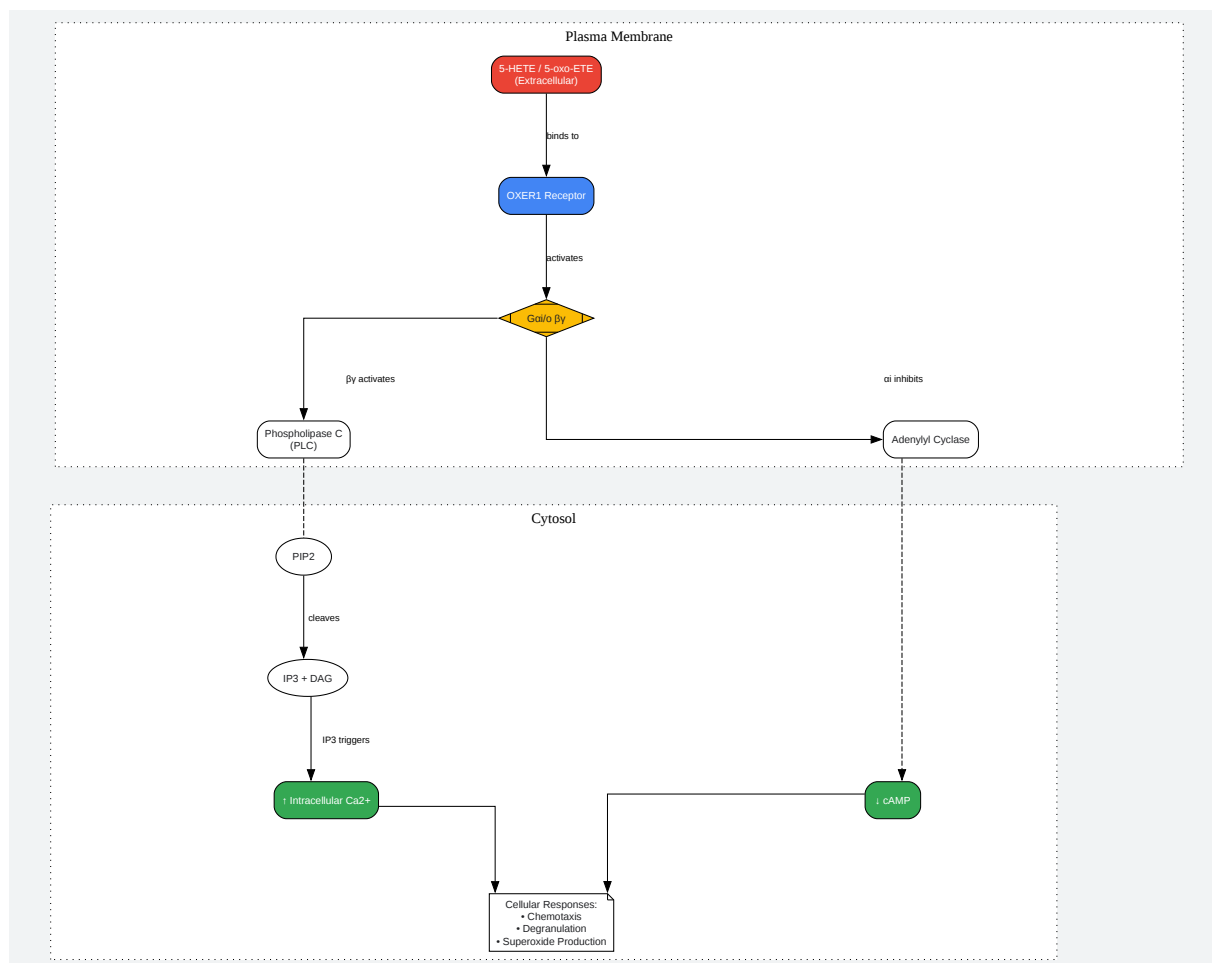 Plasma Membrane
5-HETE / 5-oxo-ETE
(Extracellular)
binds to
OXER1 Receptor
activates
Gαi/o βγ
βγ activates
αi inhibits
Phospholipase C
(PLC)
Adenylyl Cyclase
Cytosol
PIP2
cleaves
IP3 + DAG
IP3 triggers
↑ Intracellular Ca2+
↓ cAMP
Cellular Responses:
• Chemotaxis
• Degranulation
• Superoxide Production